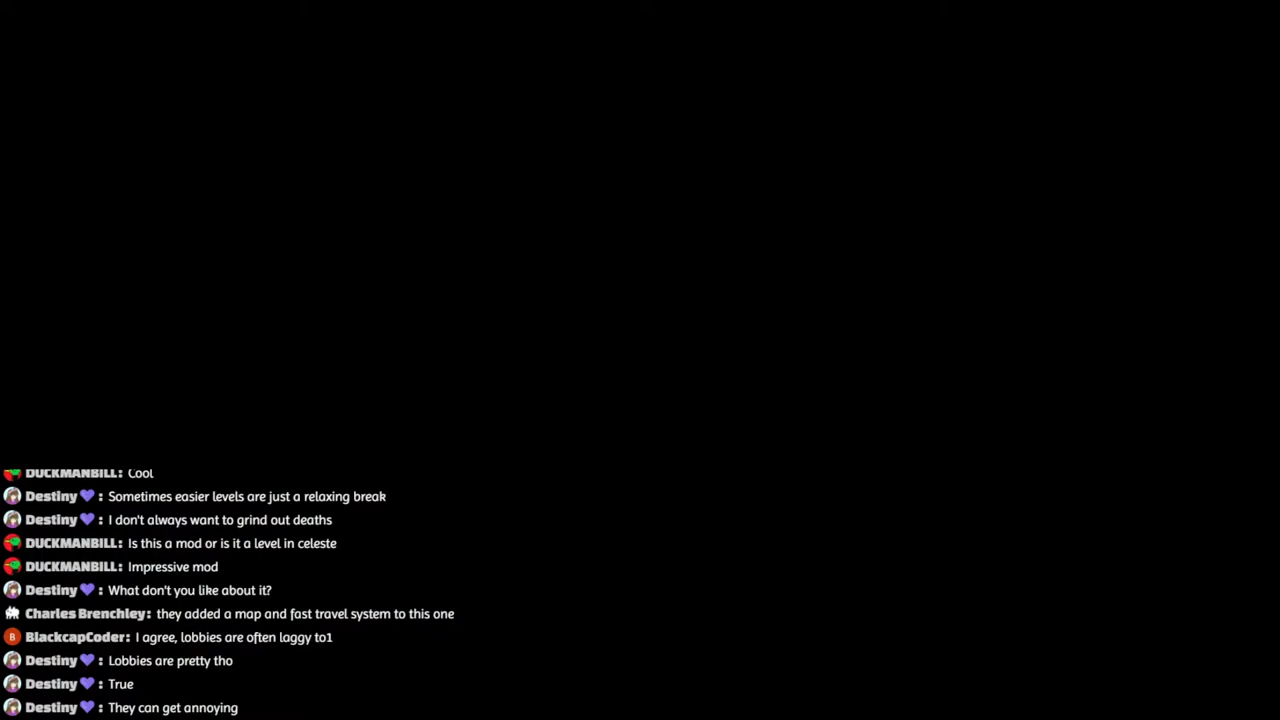 DUCKMANBILL: Cool
Destiny💜: Sometimes easier levels are just a relaxing break
Destiny💜: I don't always want to grind out deaths
DUCKMANBILL: Is this a mod or is it a level in celeste
DUCKMANBILL: Impressive mod
Destiny💜: What don't you like about it?
Charles Brenchley: they added a map and fast travel system to this one
B BlackcapCoder: I agree, lobbies are often laggy to1
Destiny💜: Lobbies are pretty tho
Destiny💜: True
Destiny💜: They can get annoying